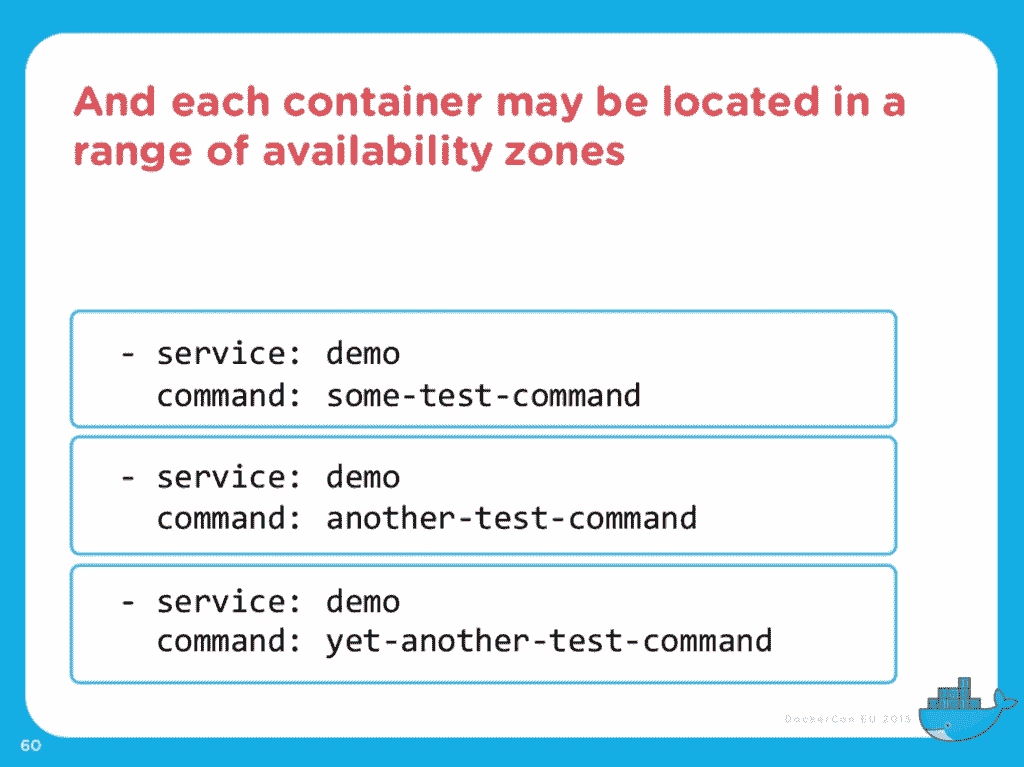 And each container may be located in a
range of availability zones
- service: demo
command: some-test-command
- service: demo
command: another-test-command
- service: demo
command: yet-another-test-command
DockerCon EU 2015
60